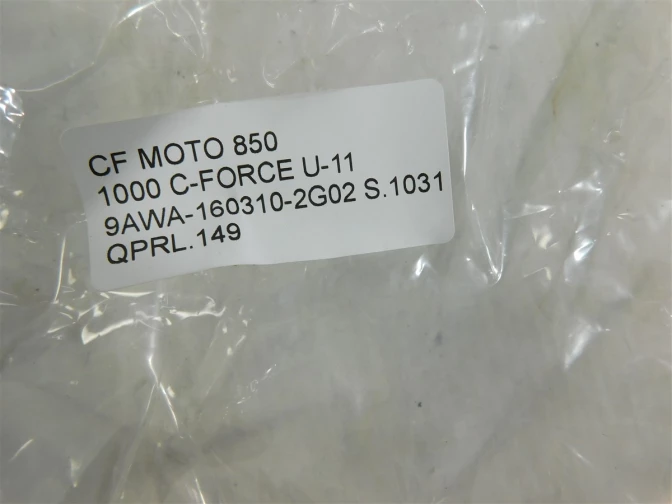 CF MOTO 850
1000 C-FORCE U-11
9AWA-160310-2G02 S.1031
QPRL.149